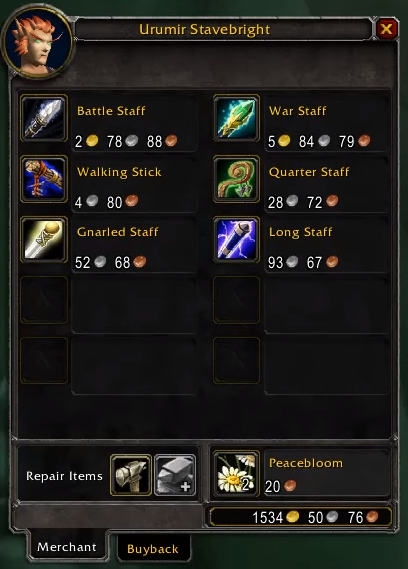 Urumir Stavebright
Battle Staff
2 78 88
War Staff
5 84 79
Walking Stick
4 80
Quarter Staff
28 72
Gnarled Staff
52 68
Long Staff
93 67
Repair Items
2
Peacebloom
20
1534 50 76
Merchant
Buyback